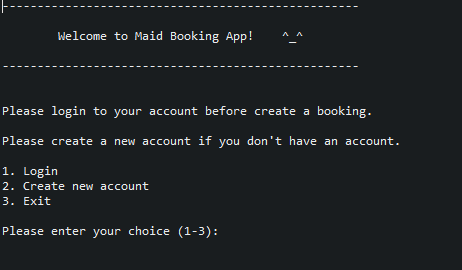 ---------------------------------------------------
Welcome to Maid Booking App!    ^_^
---------------------------------------------------
Please login to your account before create a booking.
Please create a new account if you don't have an account.
1. Login
2. Create new account
3. Exit
Please enter your choice (1-3):